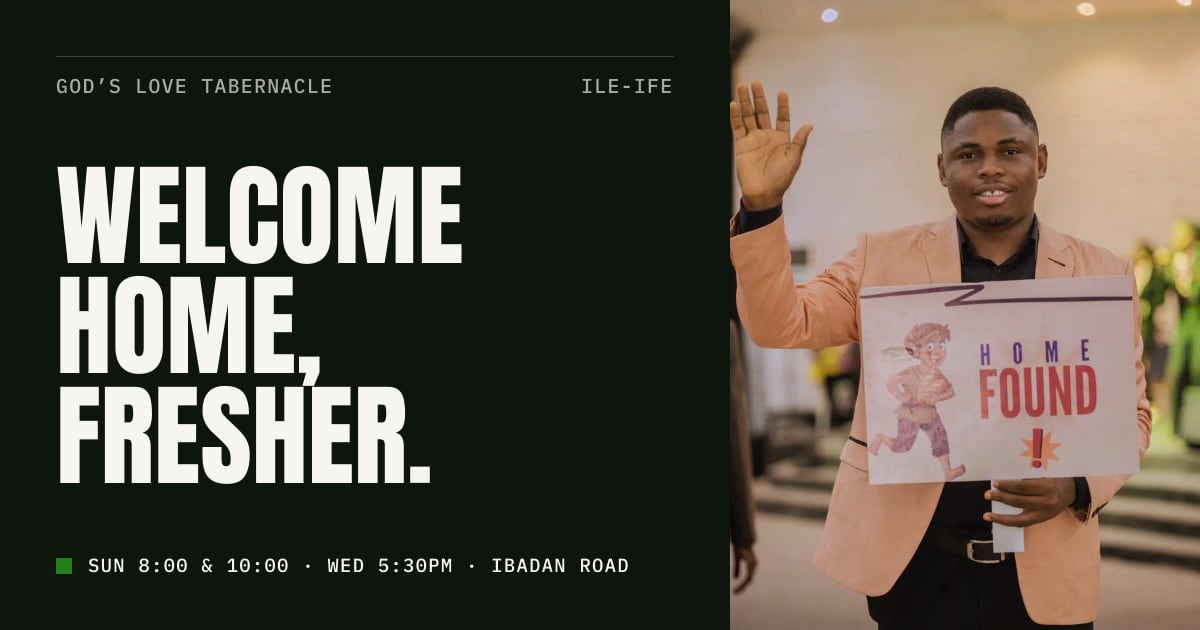 GOD’S LOVE TABERNACLE
ILE-IFE
WELCOME
HOME,
FRESHER.
SUN 8:00 & 10:00 · WED 5:30PM · IBADAN ROAD
HOME
FOUND
!